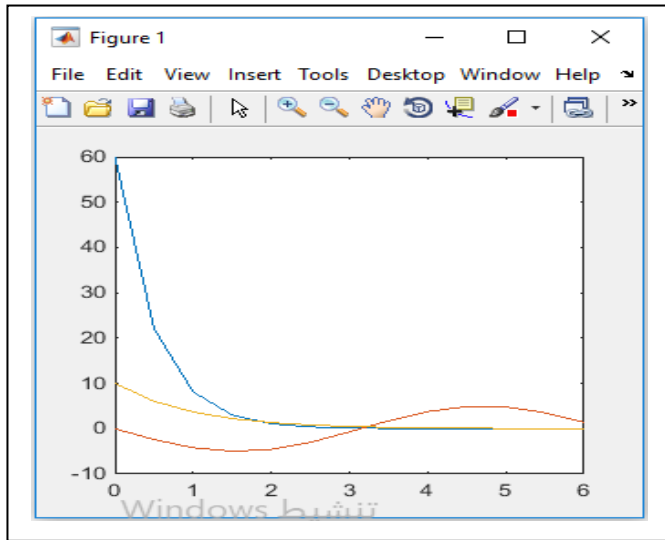 Figure 1
File Edit View Insert Tools Desktop Window Help
60
50
40
30
20
10
0
-10
0 1 2 3 4 5 6
تنشيط Windows